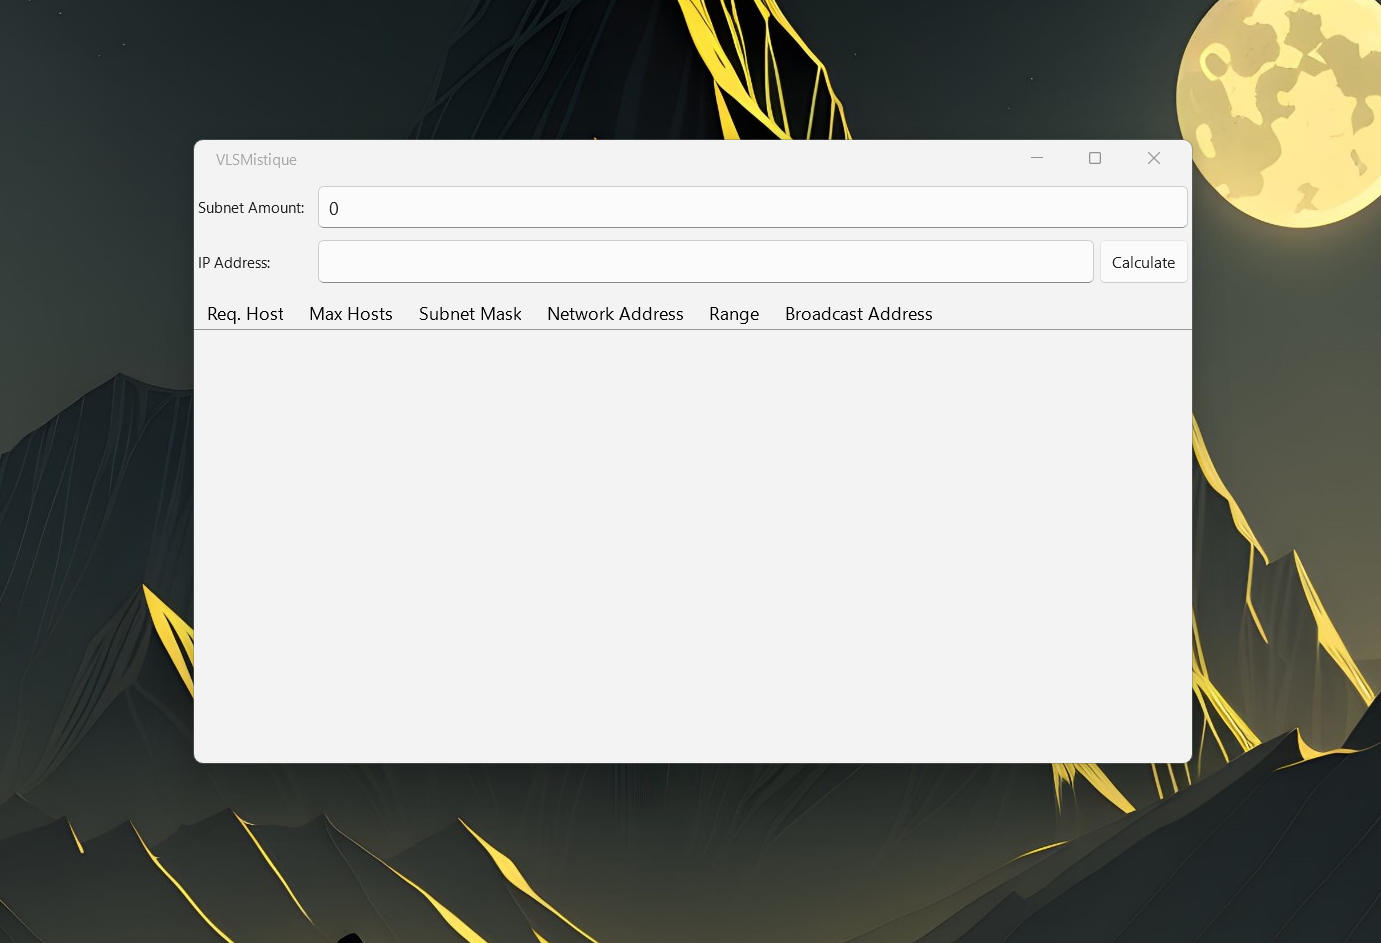 VLSMistique
Subnet Amount: 0
IP Address: Calculate
Req. Host Max Hosts Subnet Mask Network Address Range Broadcast Address